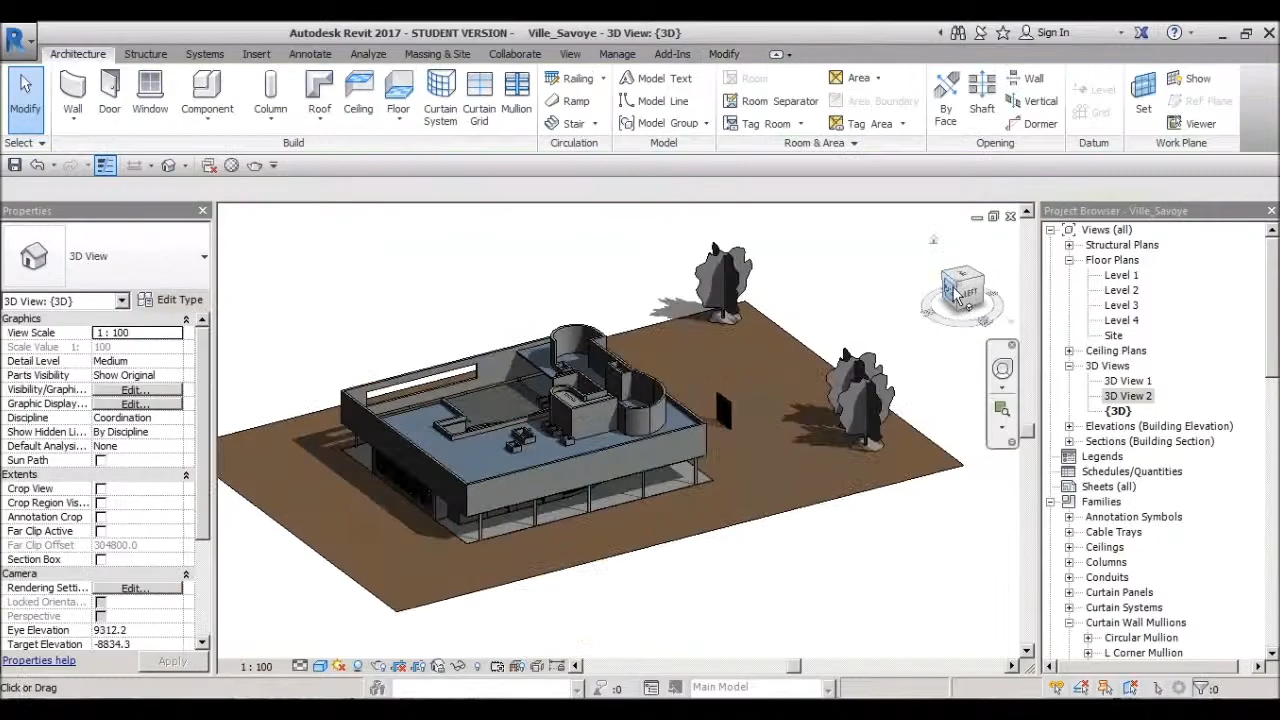 Autodesk Revit 2017 - STUDENT VERSION -    Ville_Savoye - 3D View: {3D}
Sign In
Architecture Structure Systems Insert Annotate Analyze Massing & Site Collaborate View Manage Add-Ins Modify
Modify Wall Door Window Component Column Roof Ceiling Floor Curtain System Curtain Grid Mullion
Railing Model Text Room Area By Face Shaft Wall Level Set Show
Ramp Model Line Room Separator Area Boundary Vertical Grid Ref Plane
Stair Model Group Tag Room Tag Area Dormer Viewer
Select Build Circulation Model Room & Area Opening Datum Work Plane
Properties
3D View
3D View: {3D} Edit Type
Graphics
View Scale 1 : 100
Scale Value 1: 100
Detail Level Medium
Parts Visibility Show Original
Visibility/Graphi... Edit...
Graphic Display... Edit...
Discipline Coordination
Show Hidden Li... By Discipline
Default Analysi... None
Sun Path
Extents
Crop View
Crop Region Vis...
Annotation Crop
Far Clip Active
Far Clip Offset 304800.0
Section Box
Camera
Rendering Setti... Edit...
Locked Orienta...
Perspective
Eye Elevation 9312.2
Target Elevation -8834.3
Properties help Apply
LEFT
Project Browser - Ville_Savoye
Views (all)
Structural Plans
Floor Plans
Level 1
Level 2
Level 3
Level 4
Site
Ceiling Plans
3D Views
3D View 1
3D View 2
{3D}
Elevations (Building Elevation)
Sections (Building Section)
Legends
Schedules/Quantities
Sheets (all)
Families
Annotation Symbols
Cable Trays
Ceilings
Columns
Conduits
Curtain Panels
Curtain Systems
Curtain Wall Mullions
Circular Mullion
L Corner Mullion
1 : 100
Click or Drag :0 Main Model :0